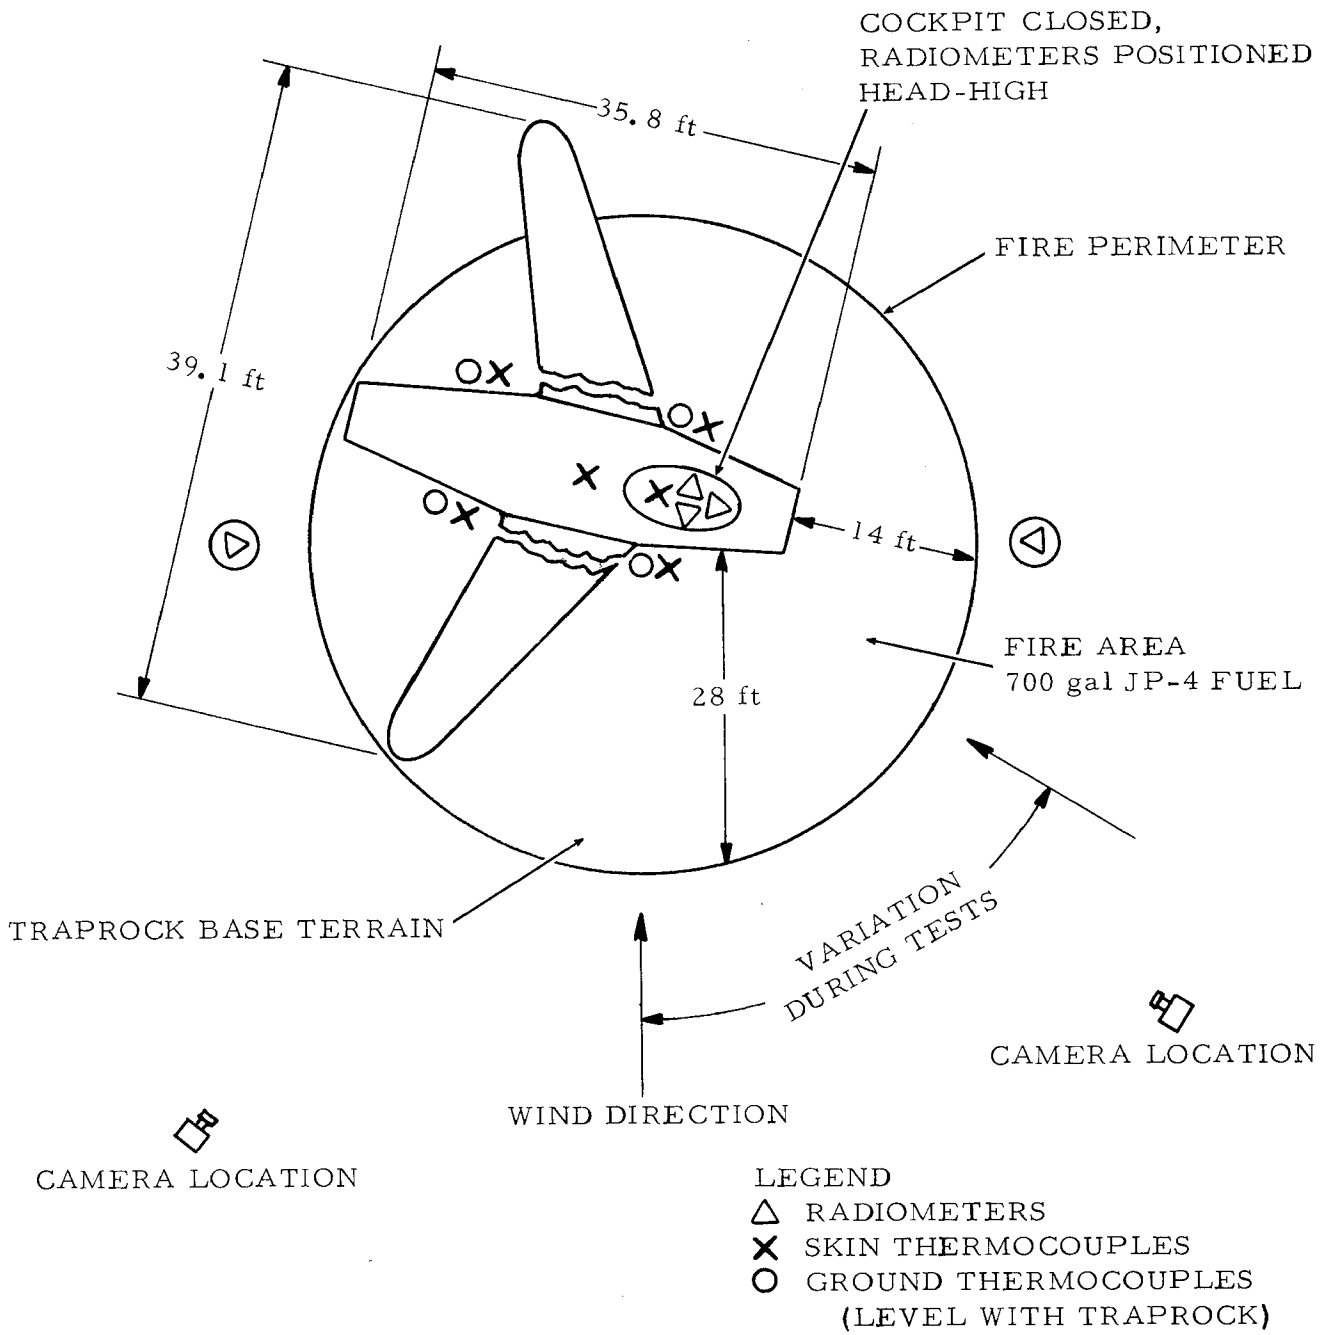 COCKPIT CLOSED,
RADIOMETERS POSITIONED
HEAD-HIGH
35.8 ft
FIRE PERIMETER
39.1 ft
14 ft
FIRE AREA
700 gal JP-4 FUEL
28 ft
TRAPROCK BASE TERRAIN
VARIATION
DURING TESTS
CAMERA LOCATION
WIND DIRECTION
CAMERA LOCATION
LEGEND
RADIOMETERS
SKIN THERMOCOUPLES
GROUND THERMOCOUPLES
(LEVEL WITH TRAPROCK)